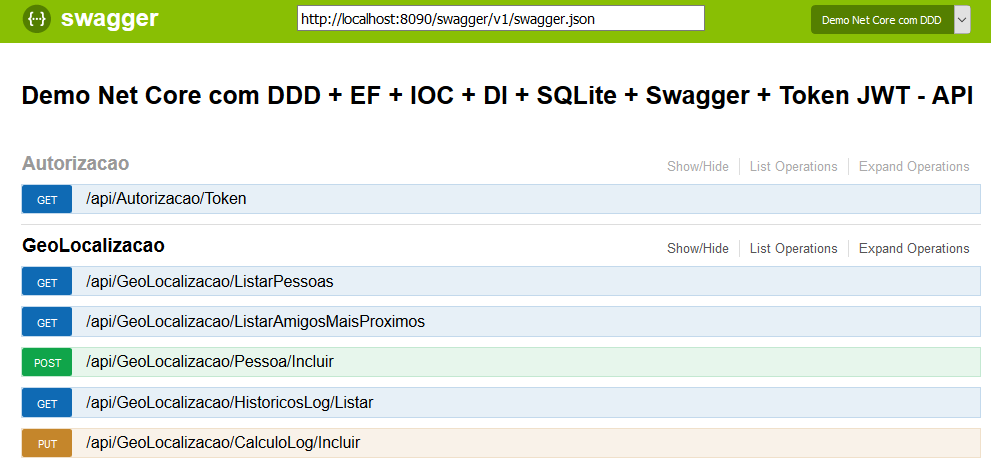 {··} swagger http://localhost:8090/swagger/v1/swagger.json Demo Net Core com DDD
Demo Net Core com DDD + EF + IOC + DI + SQLite + Swagger + Token JWT - API
Autorizacao Show/Hide List Operations Expand Operations
GET /api/Autorizacao/Token
GeoLocalizacao Show/Hide List Operations Expand Operations
GET /api/GeoLocalizacao/ListarPessoas
GET /api/GeoLocalizacao/ListarAmigosMaisProximos
POST /api/GeoLocalizacao/Pessoa/Incluir
GET /api/GeoLocalizacao/HistoricosLog/Listar
PUT /api/GeoLocalizacao/CalculoLog/Incluir